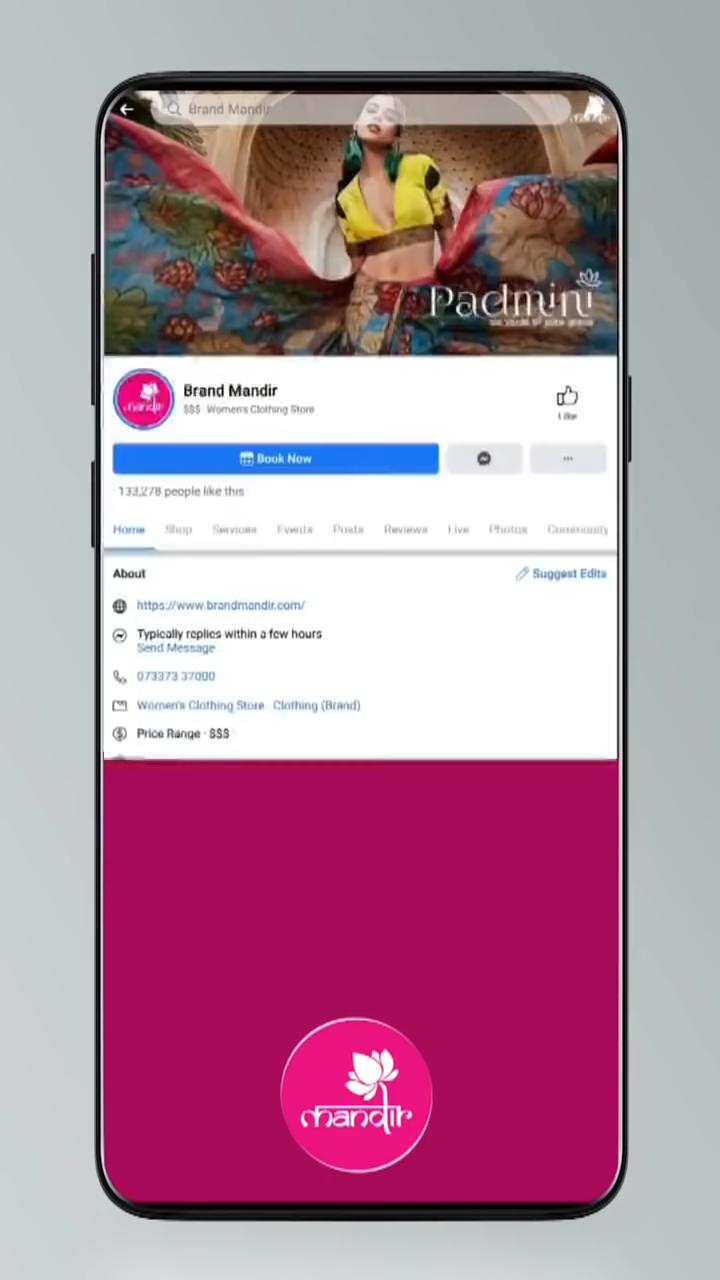 Brand Mandir
Padmini
mandir
Brand Mandir
$$$ Women's Clothing Store
Like
Book Now
133,278 people like this
Home Shop Services Events Posts Reviews Live Photos Community
About
Suggest Edits
https://www.brandmandir.com/
Typically replies within a few hours
Send Message
073373 37000
Women's Clothing Store · Clothing (Brand)
Price Range · $$$
mandir